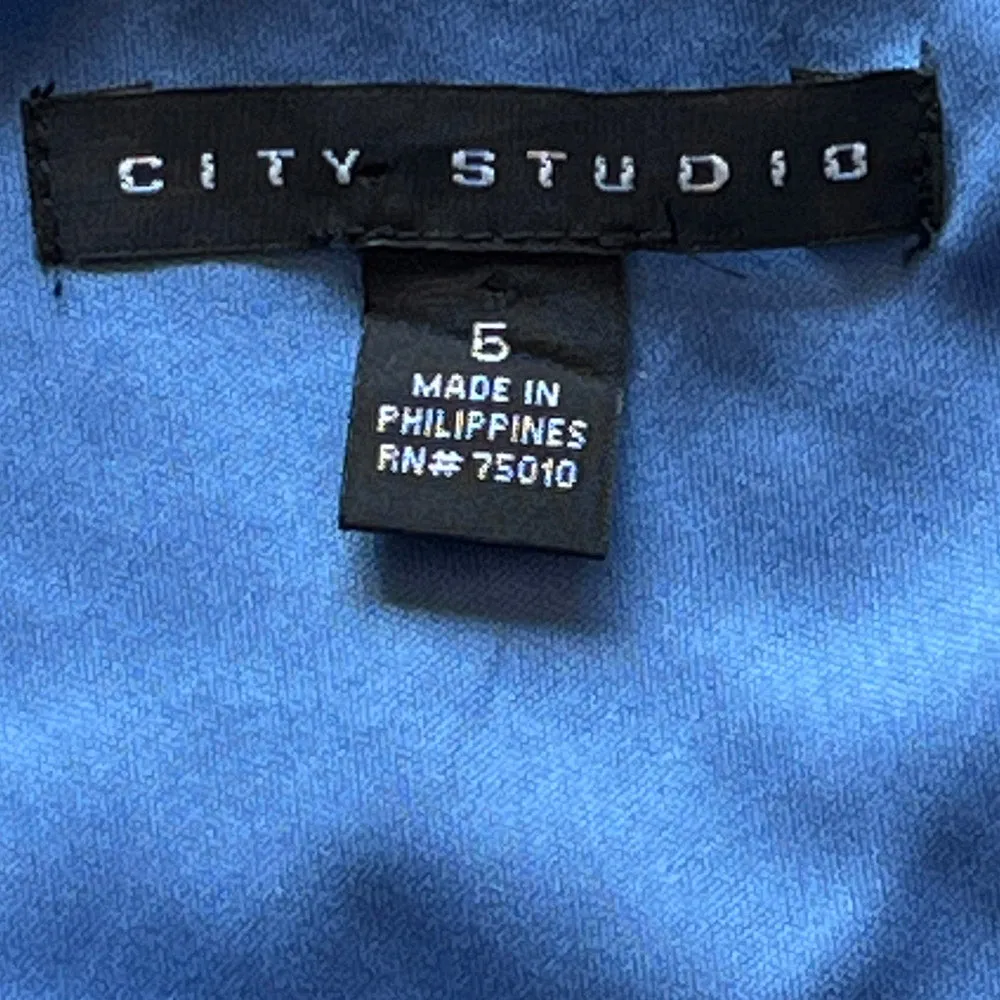 CITY STUDIO
5
MADE IN
PHILIPPINES
RN# 75010